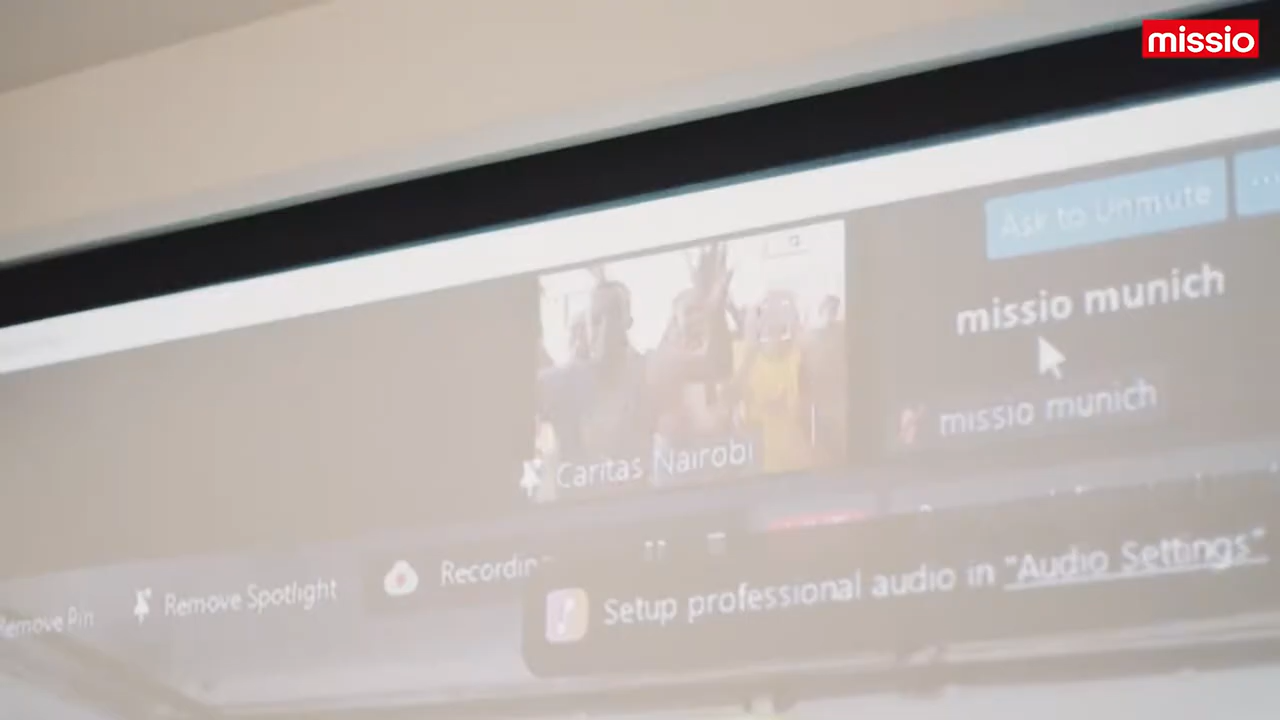 missio
Ask to Unmute
missio munich
missio munich
Caritas Nairobi
Remove Pin
Remove Spotlight
Recording
Setup professional audio in "Audio Settings"